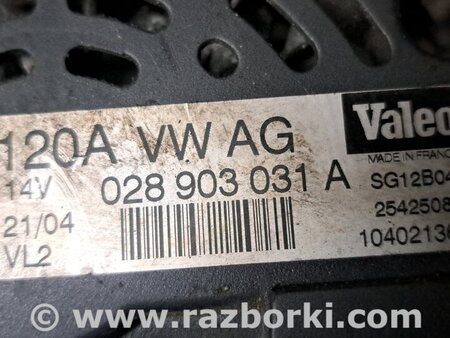 120A VW AG Valeo
MADE IN FRANCE
14V 028 903 031 A SG12B04
21/04 2542508
VL2 1040213
© www.razborki.com